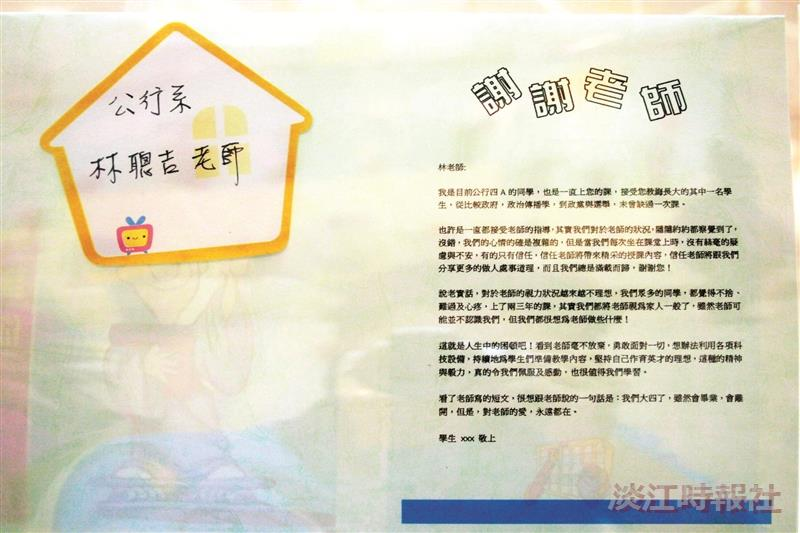 公行系
林聰吉老師
謝謝老師
林老師:
我是目前公行四 A 的同學，也是一直上您的課，接受您教誨長大的其中一名學
生，從比較政府，政治傳播學，到政黨與選舉，未曾缺過一次課。
也許是一直都接受老師的指導，其實我們對於老師的狀況，隱隱約約都察覺到了，
沒錯，我們的心情的確是複雜的，但是當我們每次坐在課堂上時，沒有絲毫的疑
慮與不安，有的只有信任，信任老師將帶來精采的授課內容，信任老師將跟我們
分享更多的做人處事道理，而且我們總是滿載而歸，謝謝您！
說老實話，對於老師的視力狀況越來越不理想，我們眾多的同學，都覺得不捨、
難過及心疼，上了兩三年的課，其實我們都將老師視為家人一般了，雖然老師可
能並不認識我們，但我們都很想為老師做些什麼！
這就是人生中的困頓吧！看到老師毫不放棄，勇敢面對一切，想辦法利用各項科
技設備，持續地為學生們準備教學內容，堅持自己作育英才的理想，這種的精神
與毅力，真的令我們佩服及感動，也很值得我們學習。
看了老師寫的短文，很想跟老師說的一句話是：我們大四了，雖然會畢業，會離
開，但是，對老師的愛，永遠都在。
學生 xxx 敬上
淡江時報社